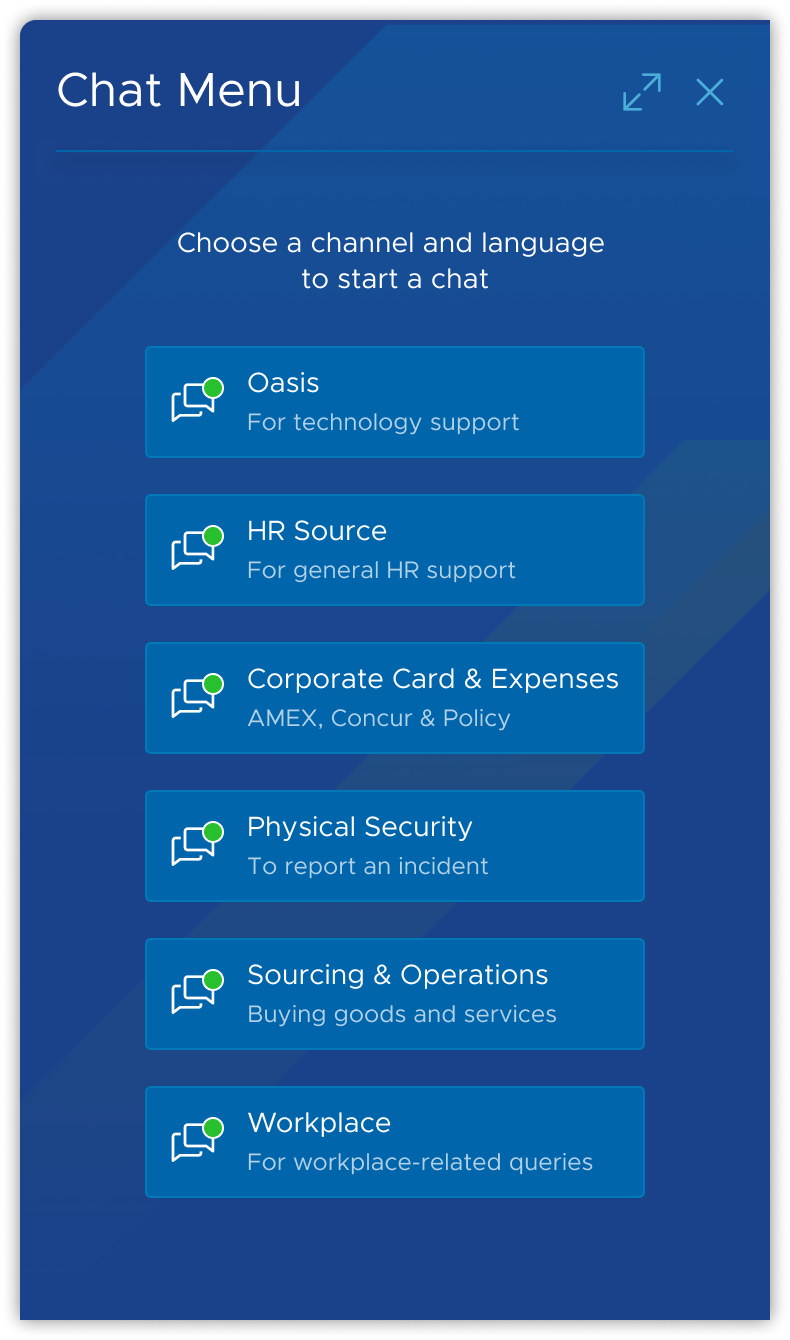 Chat Menu
Choose a channel and language
to start a chat
Oasis
For technology support
HR Source
For general HR support
Corporate Card & Expenses
AMEX, Concur & Policy
Physical Security
To report an incident
Sourcing & Operations
Buying goods and services
Workplace
For workplace-related queries